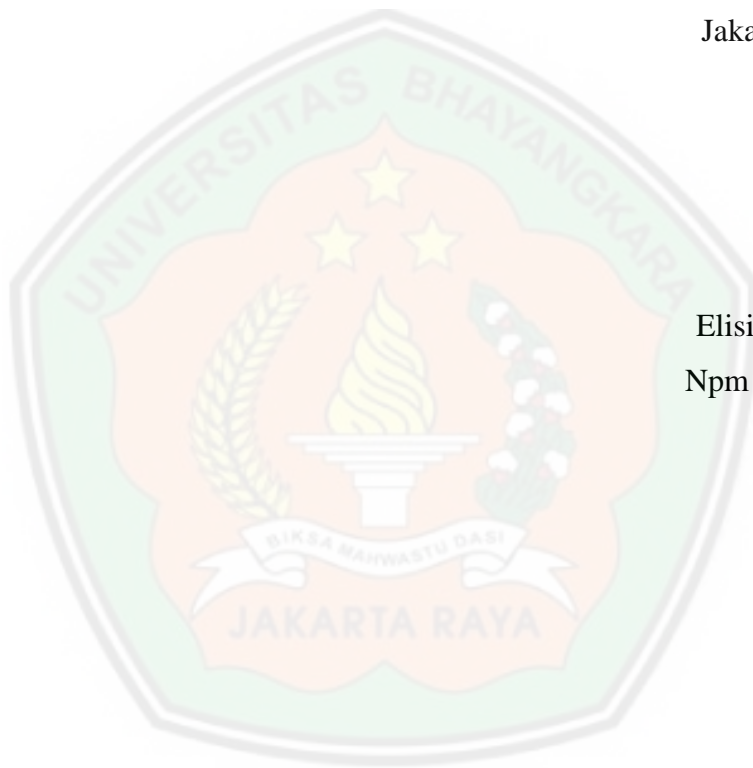 Jaka
UNIVERSITAS BHAYANGKARA
Elisi
Npm
BIKSA MAHWASTU DASI
JAKARTA RAYA